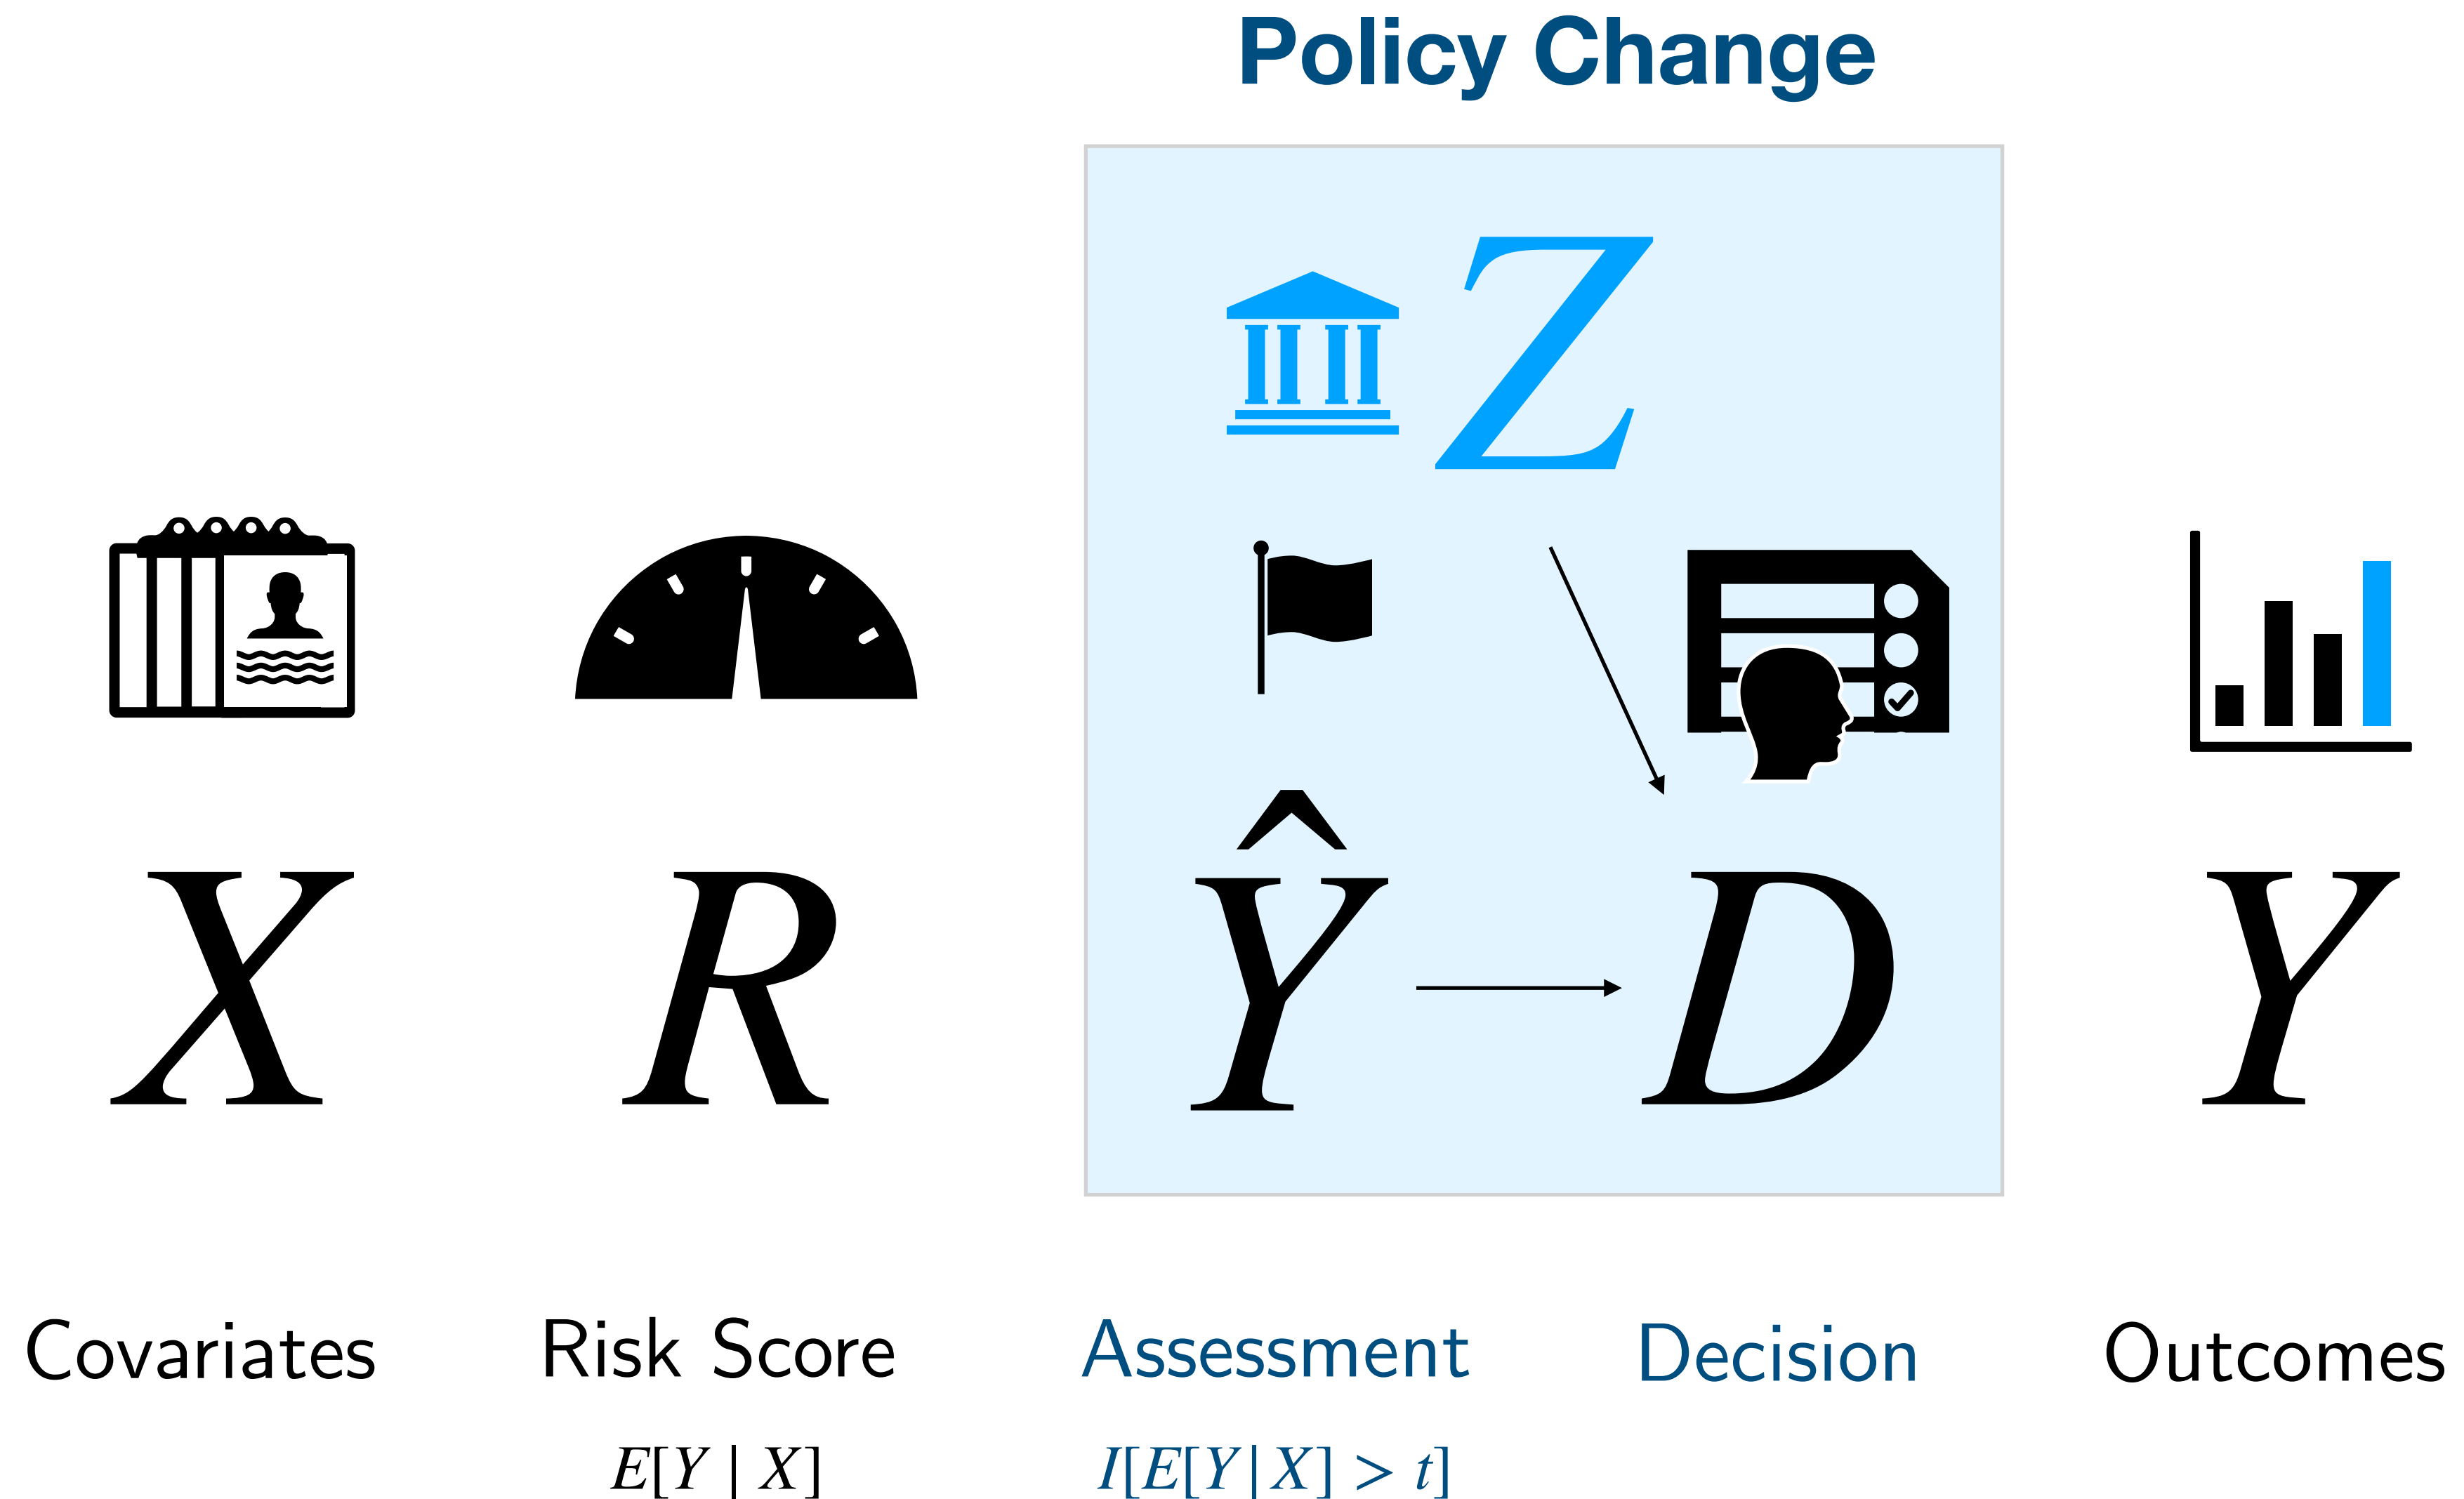 Policy Change
Z
X R Ŷ D Y
Covariates Risk Score Assessment Decision Outcomes
E[Y | X] I[E[Y|X] > t]